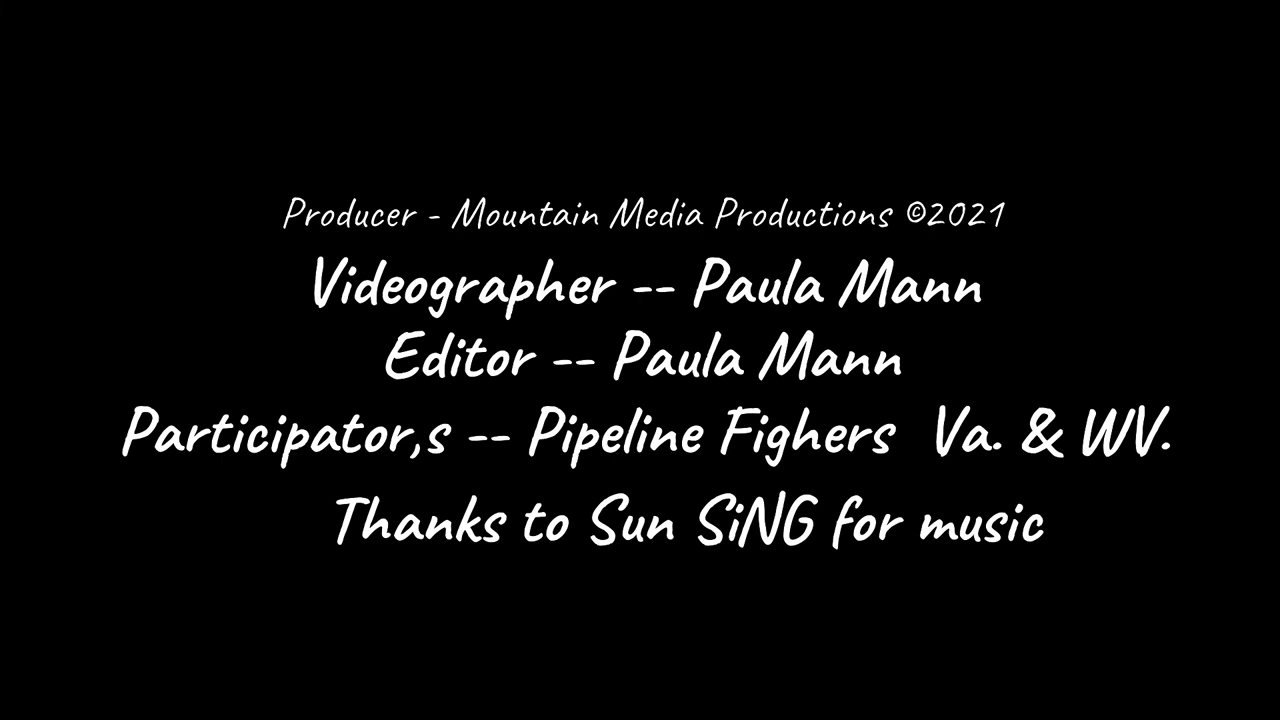 Producer - Mountain Media Productions ©2021
Videographer -- Paula Mann
Editor -- Paula Mann
Participator,s -- Pipeline Fighers Va. & WV.
Thanks to Sun SiNG for music